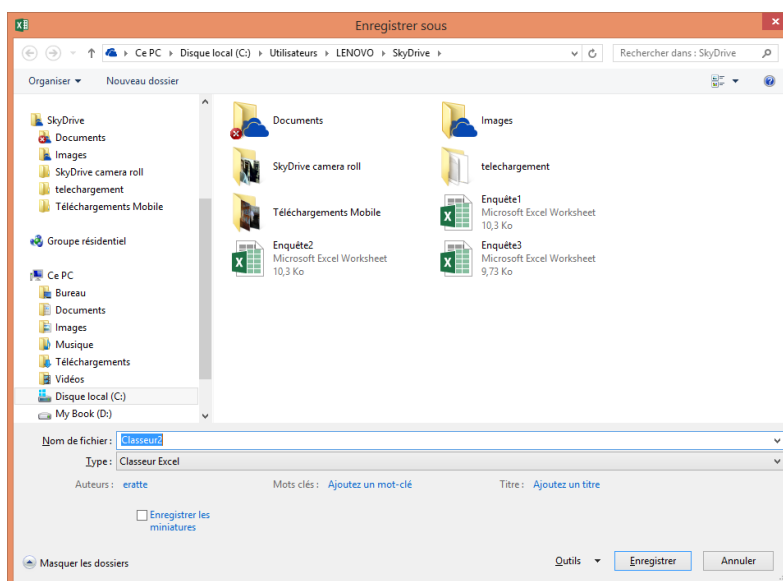 Enregistrer sous
Ce PC Disque local (C:) Utilisateurs LENOVO SkyDrive
Rechercher dans : SkyDrive
Organiser
Nouveau dossier
SkyDrive
Documents
Images
SkyDrive camera roll
telechargement
Téléchargements Mobile
Groupe résidentiel
Ce PC
Bureau
Documents
Images
Musique
Téléchargements
Vidéos
Disque local (C:)
My Book (D:)
Documents
Images
SkyDrive camera roll
telechargement
Téléchargements Mobile
Enquête1
Microsoft Excel Worksheet
10,3 Ko
Enquête2
Microsoft Excel Worksheet
10,3 Ko
Enquête3
Microsoft Excel Worksheet
9,73 Ko
Nom de fichier : Classeur2
Type : Classeur Excel
Auteurs : eratte
Mots clés : Ajoutez un mot-clé
Titre : Ajoutez un titre
Enregistrer les
miniatures
Masquer les dossiers
Outils
Enregistrer
Annuler